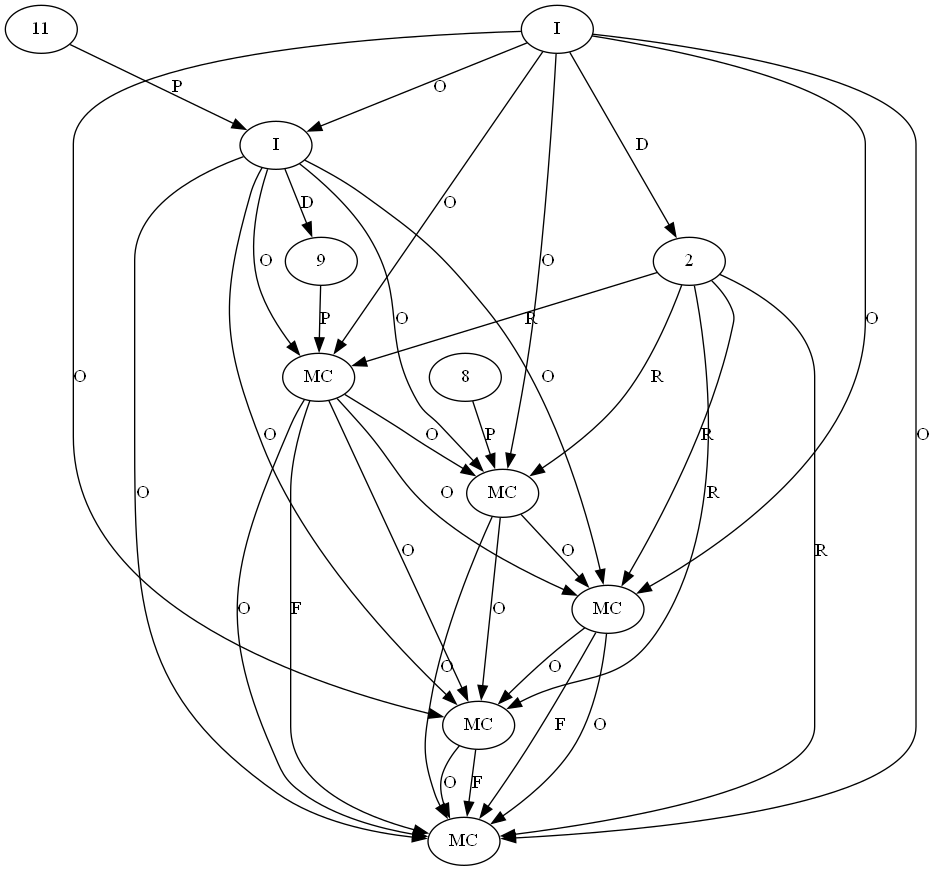 11 I
P O
I D
O
9 2
D O P R
O O O O
MC 8 R
O O P R O
O MC R
O O O R
O O
O F MC
O O O
MC F O
O F
MC